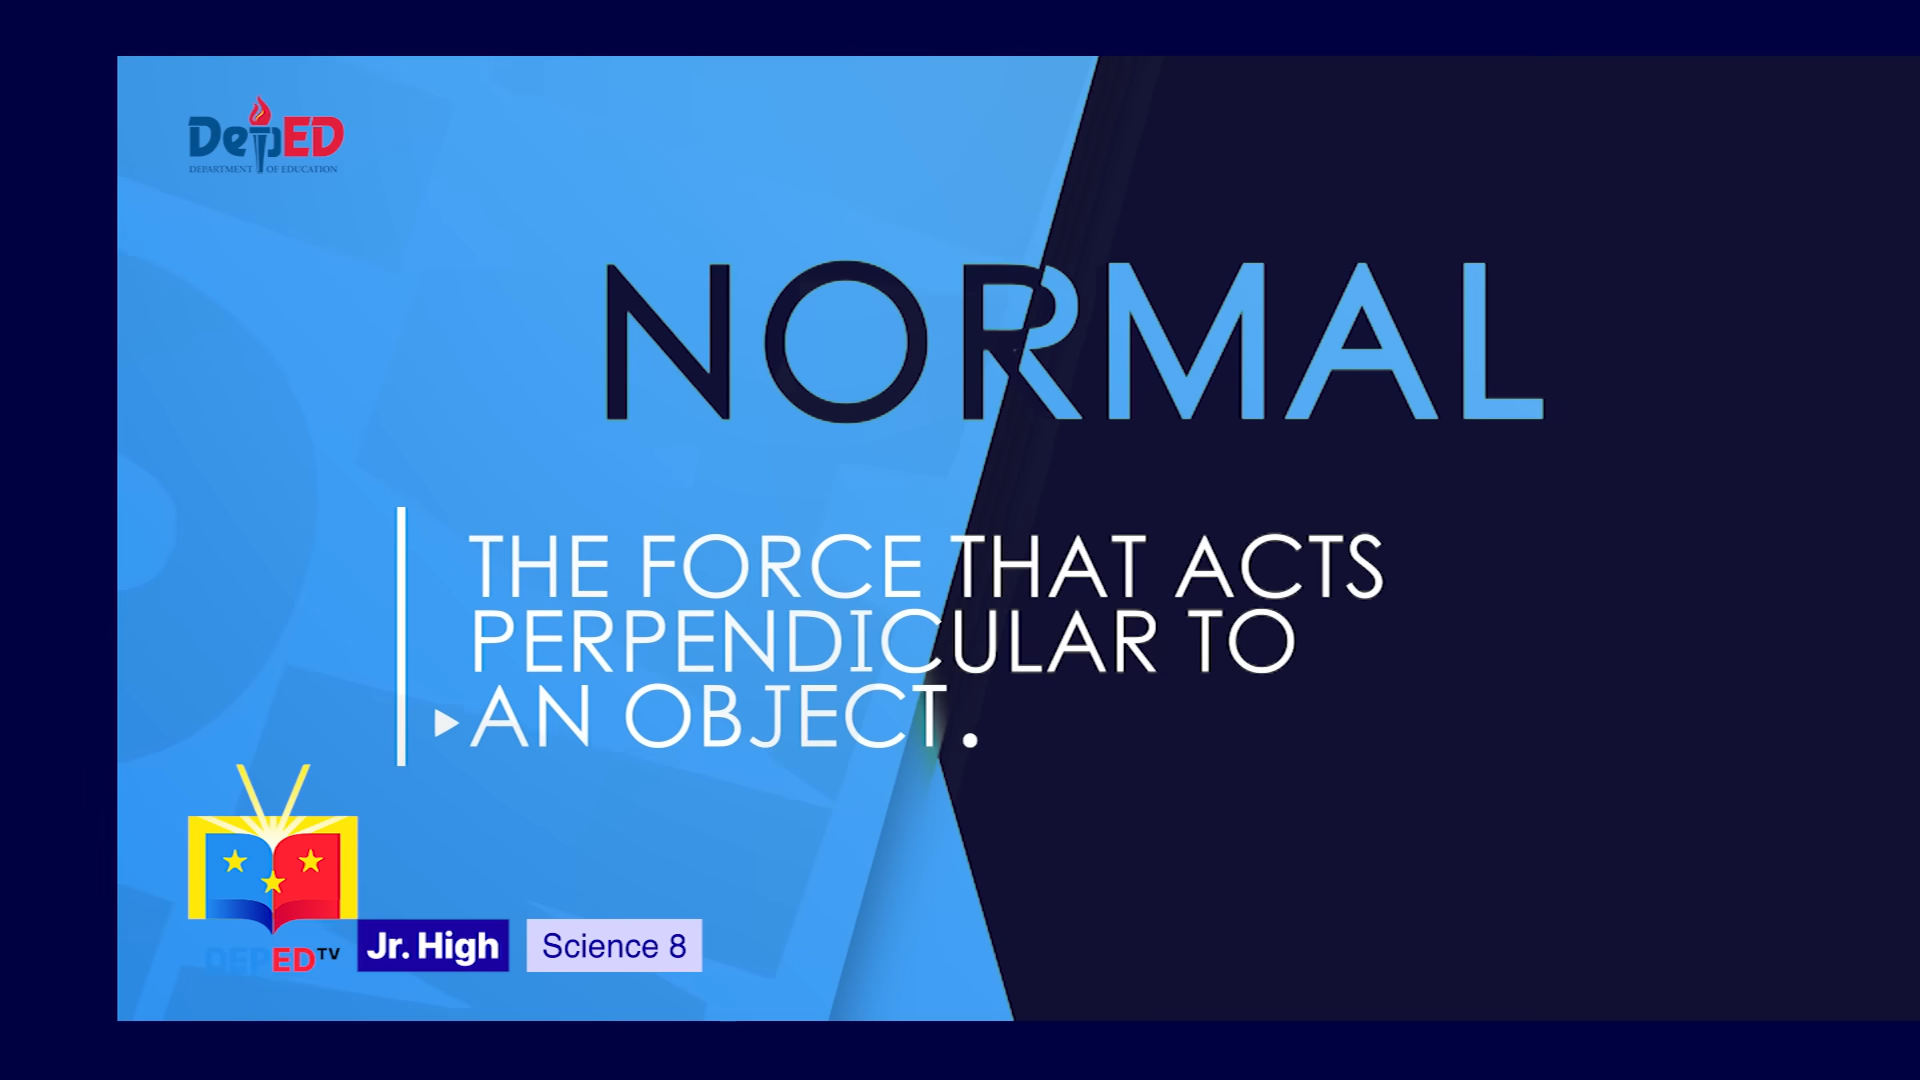 DepED
DEPARTMENT OF EDUCATION
NORMAL
THE FORCE THAT ACTS
PERPENDICULAR TO
AN OBJECT.
DEPED TV
Jr. High
Science 8